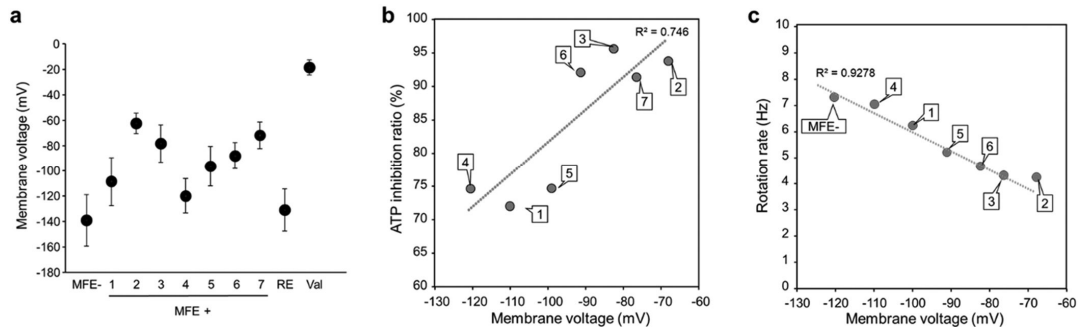 a
Membrane voltage (mV)
0
-20
-40
-60
-80
-100
-120
-140
-160
-180
MFE- 1 2 3 4 5 6 7 RE Val
MFE +
b
ATP inhibition ratio (%)
100
95
90
85
80
75
70
65
60
R² = 0.746
3
6
7
2
4
5
1
-130 -120 -110 -100 -90 -80 -70 -60
Membrane voltage (mV)
c
Rotation rate (Hz)
10
9
8
7
6
5
4
3
2
1
0
R² = 0.9278
MFE-
4
1
5
6
3
2
-130 -120 -110 -100 -90 -80 -70 -60
Membrane voltage (mV)